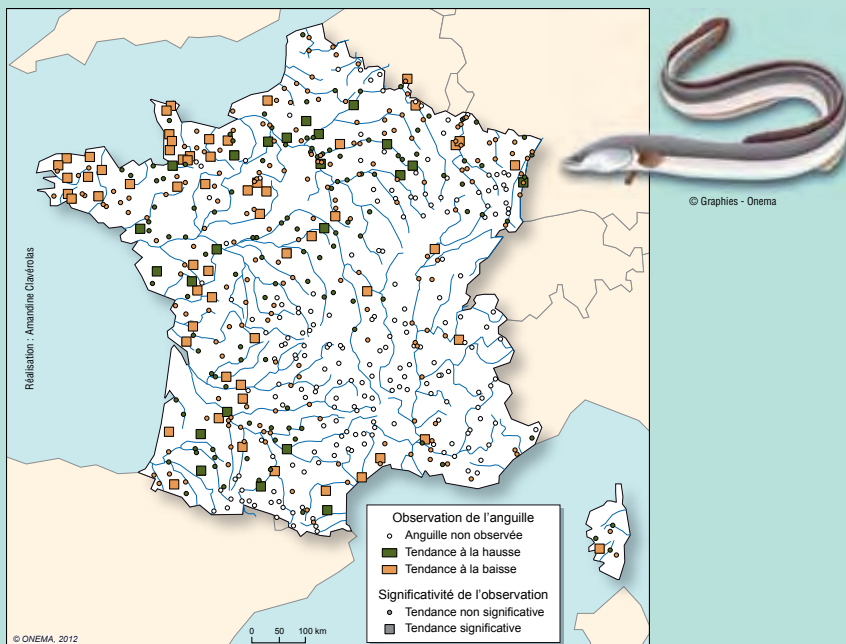 © Graphies - Onema
Réalisation : Amandine Clavérolas
Observation de l'anguille
Anguille non observée
Tendance à la hausse
Tendance à la baisse
Significativité de l'observation
Tendance non significative
Tendance significative
0 50 100 km
© ONEMA, 2012